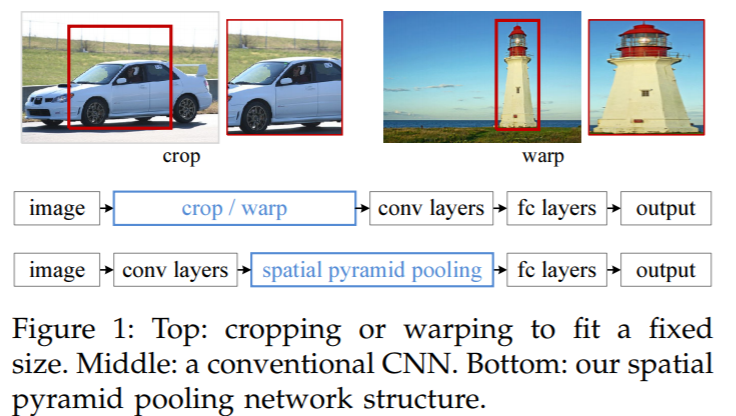 crop
warp
image crop / warp conv layers fc layers output
image conv layers spatial pyramid pooling fc layers output
Figure 1: Top: cropping or warping to fit a fixed
size. Middle: a conventional CNN. Bottom: our spatial
pyramid pooling network structure.